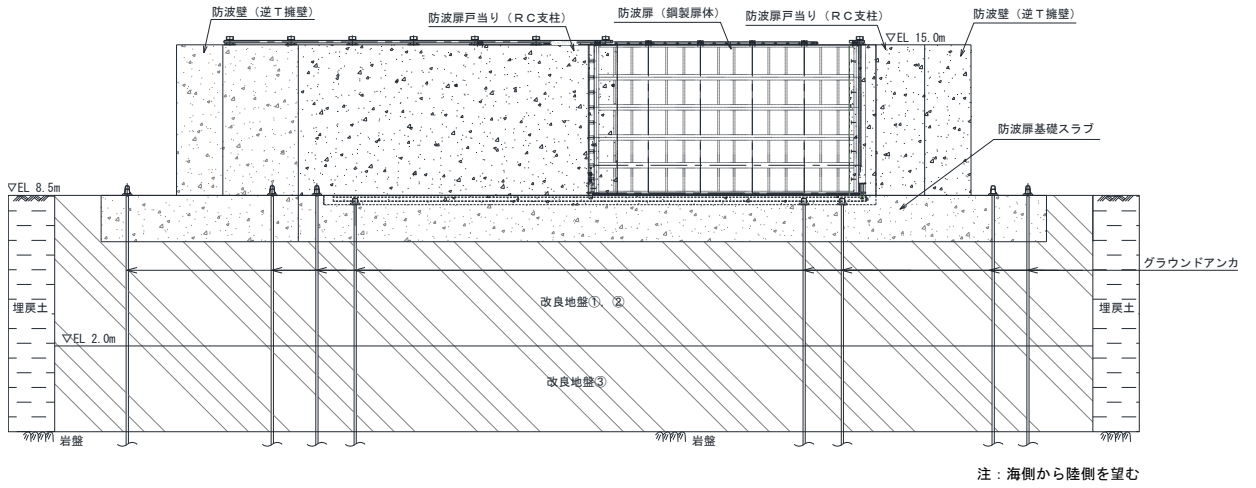 防波壁（逆Ｔ擁壁）
防波扉戸当り（ＲＣ支柱）
防波扉（鋼製扉体）
防波扉戸当り（ＲＣ支柱）
防波壁（逆Ｔ擁壁）
▽EL 15.0m
防波扉基礎スラブ
▽EL 8.5m
グラウンドアンカ
改良地盤①、②
埋戻土
埋戻土
▽EL 2.0m
改良地盤③
岩盤
岩盤
注：海側から陸側を望む